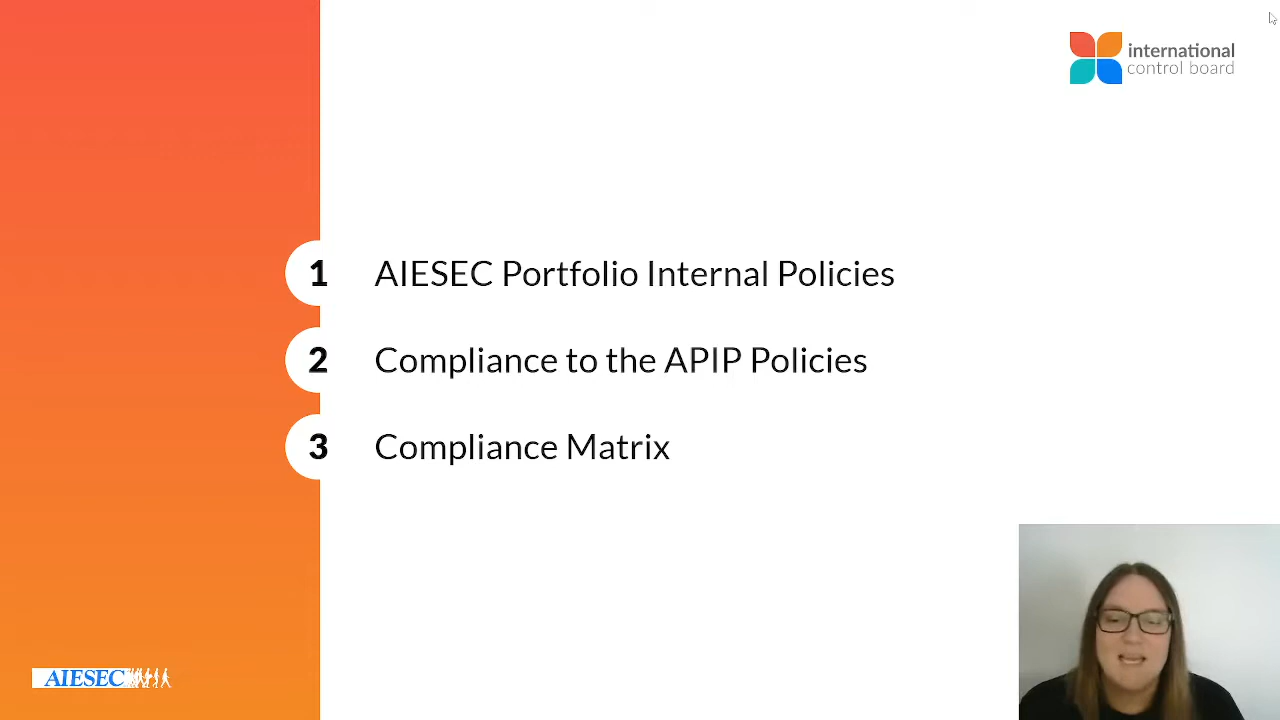 international
control board
1 AIESEC Portfolio Internal Policies
2 Compliance to the APIP Policies
3 Compliance Matrix
AIESEC